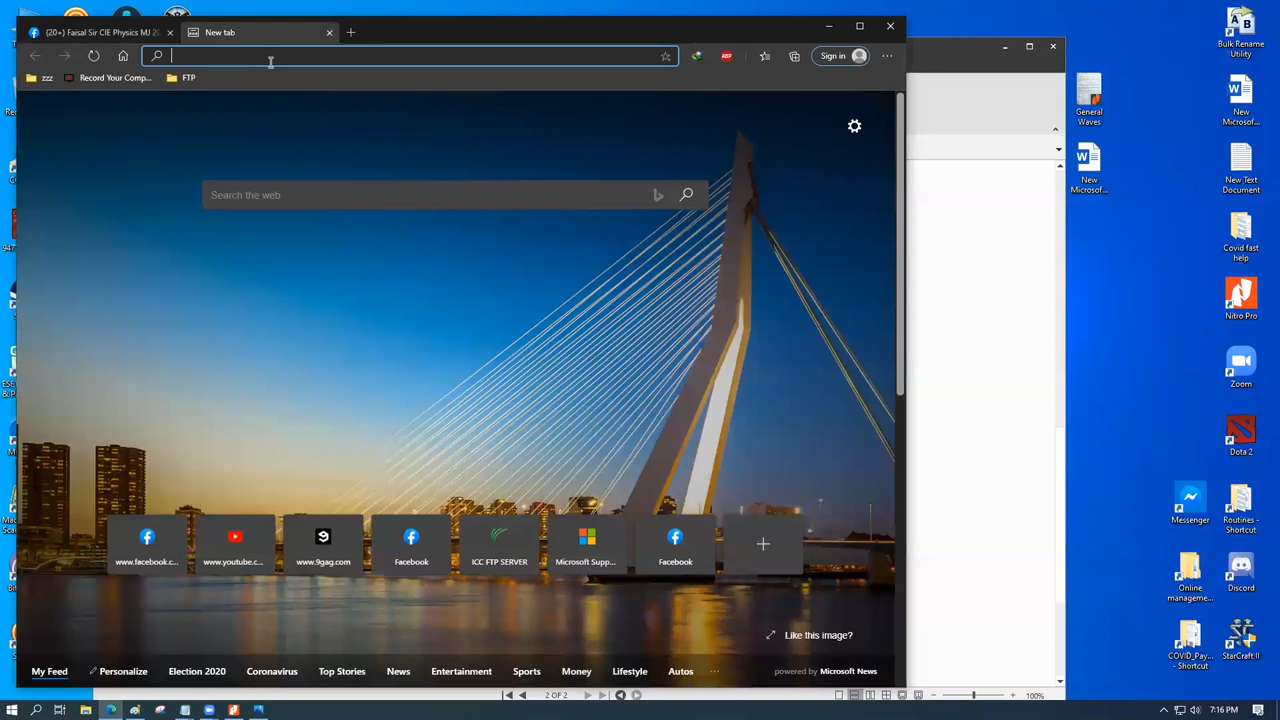 (20+) Faisal Sir CIE Physics MJ 2
New tab
Sign in
zzz
Record Your Comp...
FTP
ABP
Search the web
www.facebook.c...
www.youtube.c...
www.9gag.com
Facebook
ICC FTP SERVER
Microsoft Supp...
Facebook
Like this image?
My Feed
Personalize
Election 2020
Coronavirus
Top Stories
News
Entertainment
Sports
Money
Lifestyle
Autos
...
powered by Microsoft News
2 OF 2
100%
General
Waves
New
Microsof...
Bulk Rename
Utility
New
Microsof...
New Text
Document
Covid fast
help
Nitro Pro
Zoom
Dota 2
Messenger
Routines -
Shortcut
Online
management...
Discord
COVID_Pay...
- Shortcut
StarCraft II
7:16 PM